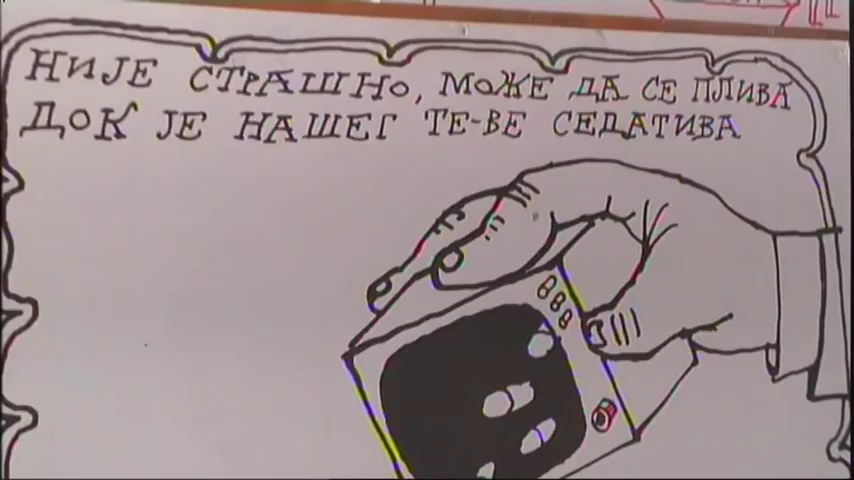 НИЈЕ СТРАШНО, МОЖЕ ДА СЕ ПЛИВА
ДОК ЈЕ НАШЕГ ТЕ-ВЕ СЕДАТИВА